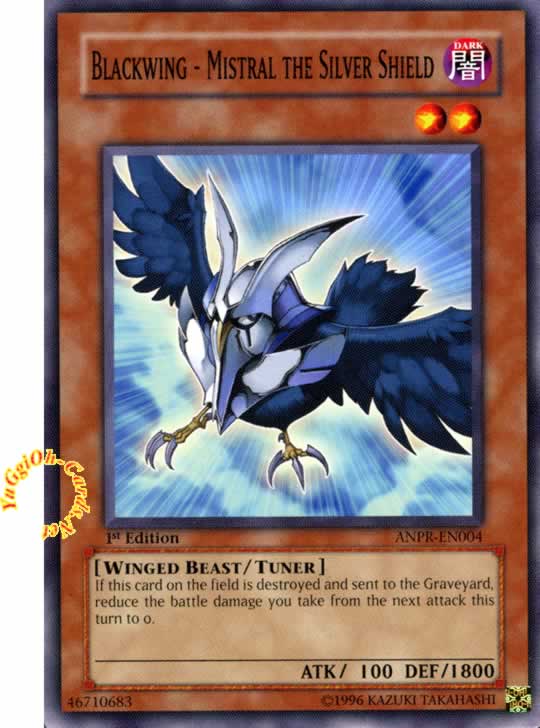 BLACKWING - MISTRAL THE SILVER SHIELD
DARK
闇
YuGgiOh-Cards.Net
1st Edition
ANPR-EN004
[WINGED BEAST/TUNER]
If this card on the field is destroyed and sent to the Graveyard,
reduce the battle damage you take from the next attack this
turn to 0.
ATK/ 100 DEF/1800
46710683
©1996 KAZUKI TAKAHASHI